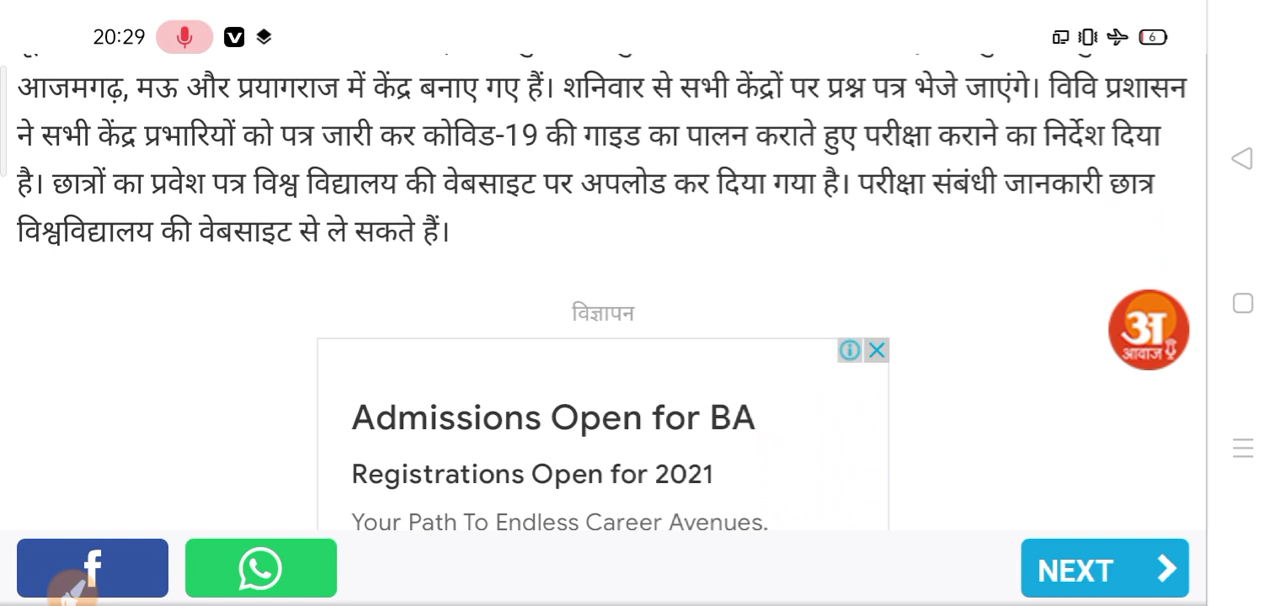 20:29
6
आजमगढ़, मऊ और प्रयागराज में केंद्र बनाए गए हैं। शनिवार से सभी केंद्रों पर प्रश्न पत्र भेजे जाएंगे। विवि प्रशासन
ने सभी केंद्र प्रभारियों को पत्र जारी कर कोविड-19 की गाइड का पालन कराते हुए परीक्षा कराने का निर्देश दिया
है। छात्रों का प्रवेश पत्र विश्व विद्यालय की वेबसाइट पर अपलोड कर दिया गया है। परीक्षा संबंधी जानकारी छात्र
विश्वविद्यालय की वेबसाइट से ले सकते हैं।
विज्ञापन
अ
आवाज
Admissions Open for BA
Registrations Open for 2021
Your Path To Endless Career Avenues.
NEXT